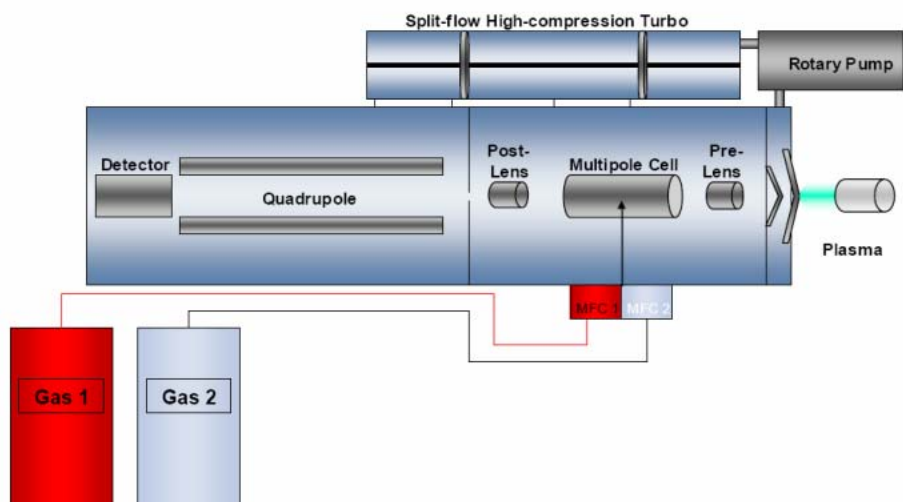 Split-flow High-compression Turbo
Rotary Pump
Detector
Quadrupole
Post-
Lens
Multipole Cell
Pre-
Lens
Plasma
MFC 1
MFC 2
Gas 1
Gas 2